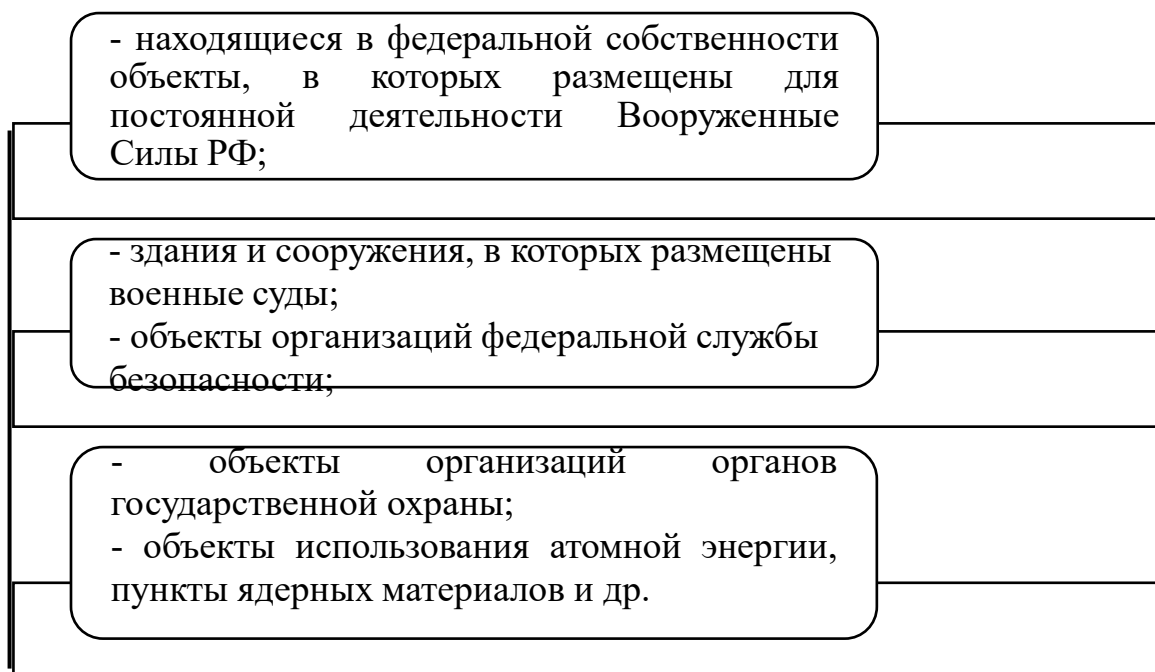 - находящиеся в федеральной собственности
объекты, в которых размещены для
постоянной деятельности Вооруженные
Силы РФ;
- здания и сооружения, в которых размещены
военные суды;
- объекты организаций федеральной службы
безопасности;
- объекты организаций органов
государственной охраны;
- объекты использования атомной энергии,
пункты ядерных материалов и др.